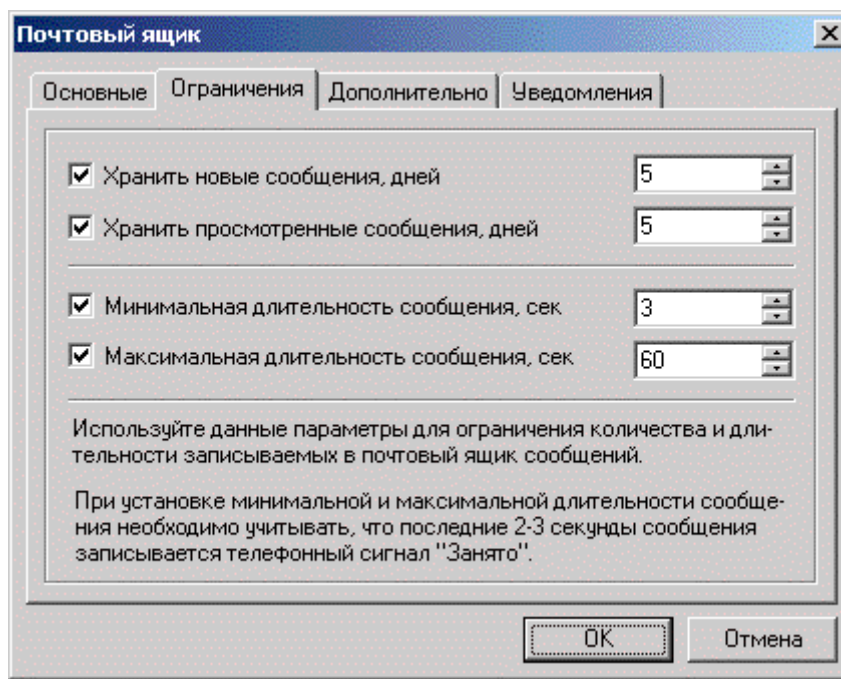 Почтовый ящик
Основные Ограничения Дополнительно Уведомления
Хранить новые сообщения, дней 5
Хранить просмотренные сообщения, дней 5
Минимальная длительность сообщения, сек 3
Максимальная длительность сообщения, сек 60
Используйте данные параметры для ограничения количества и дли-
тельности записываемых в почтовый ящик сообщений.
При установке минимальной и максимальной длительности сообще-
ния необходимо учитывать, что последние 2-3 секунды сообщения
записывается телефонный сигнал "Занято".
OK Отмена